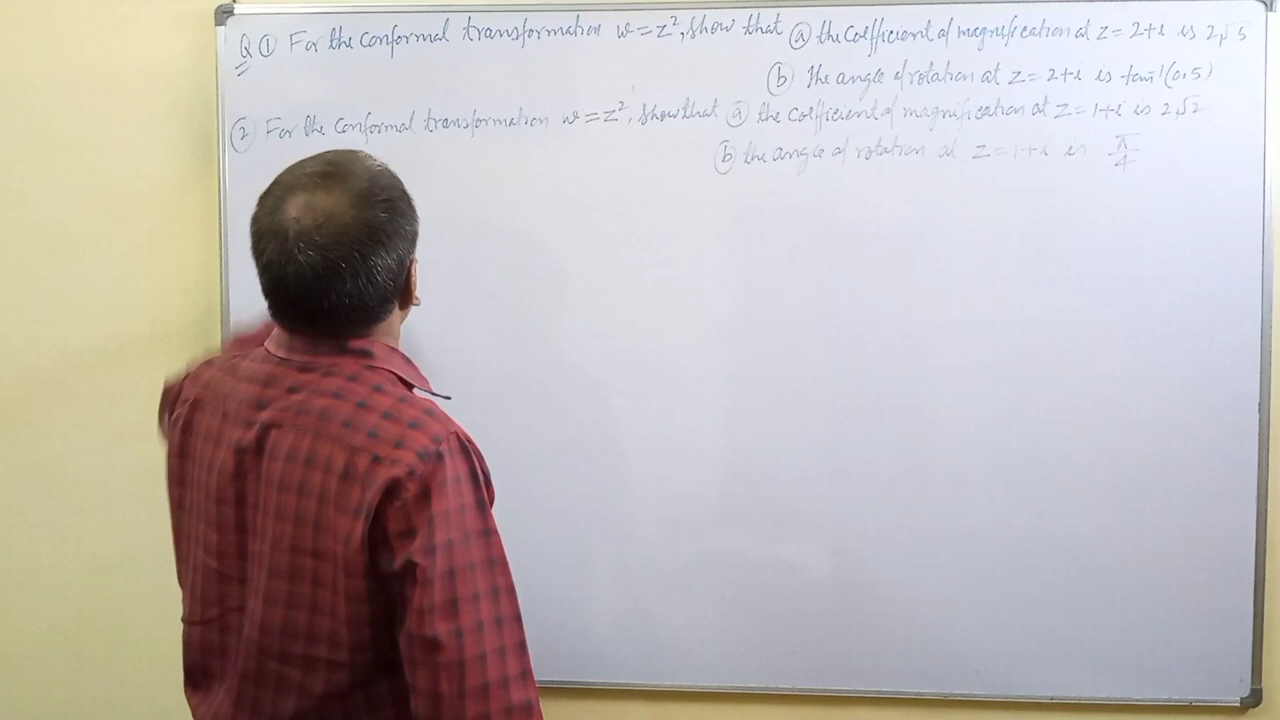 Q ① For the conformal transformation w = z², show that ⓐ the coefficient of magnification at z = 2+i is 2√5
ⓑ the angle of rotation at z = 2+i is tan⁻¹(0.5)
② For the conformal transformation w = z², show that ⓐ the coefficient of magnification at z = 1+i is 2√2
ⓑ the angle of rotation at z = 1+i is π/4